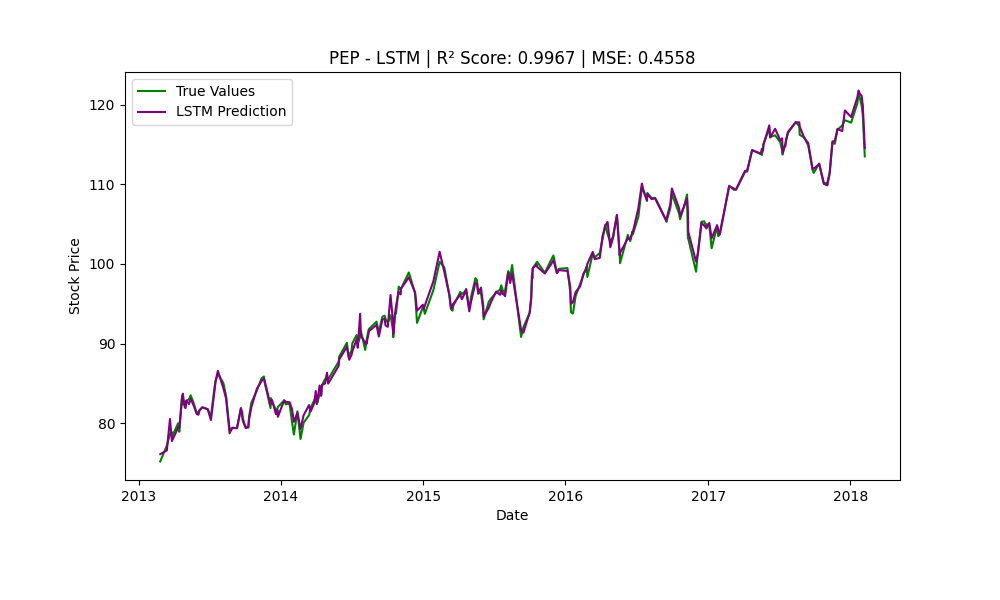 PEP - LSTM | R² Score: 0.9967 | MSE: 0.4558
True Values
LSTM Prediction
Stock Price
120
110
100
90
80
2013 2014 2015 2016 2017 2018
Date